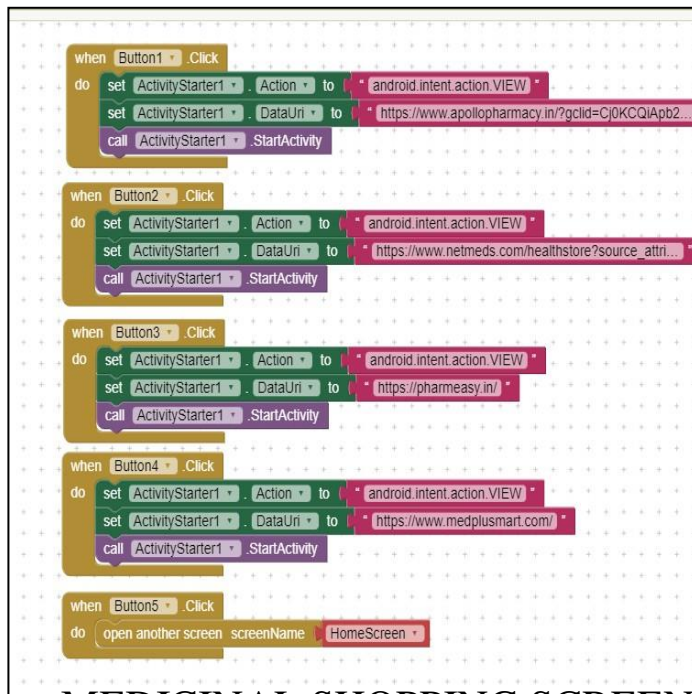 when Button1 .Click
do set ActivityStarter1 . Action to " android.intent.action.VIEW "
set ActivityStarter1 . DataUri to " https://www.apollopharmacy.in/?gclid=Cj0KCQiApb2...
call ActivityStarter1 .StartActivity
when Button2 .Click
do set ActivityStarter1 . Action to " android.intent.action.VIEW "
set ActivityStarter1 . DataUri to " https://www.netmeds.com/healthstore?source_attri... "
call ActivityStarter1 .StartActivity
when Button3 .Click
do set ActivityStarter1 . Action to " android.intent.action.VIEW "
set ActivityStarter1 . DataUri to " https://pharmeasy.in/ "
call ActivityStarter1 .StartActivity
when Button4 .Click
do set ActivityStarter1 . Action to " android.intent.action.VIEW "
set ActivityStarter1 . DataUri to " https://www.medplusmart.com/ "
call ActivityStarter1 .StartActivity
when Button5 .Click
do open another screen screenName HomeScreen
MEDICINAL SHOPPING SCREEN